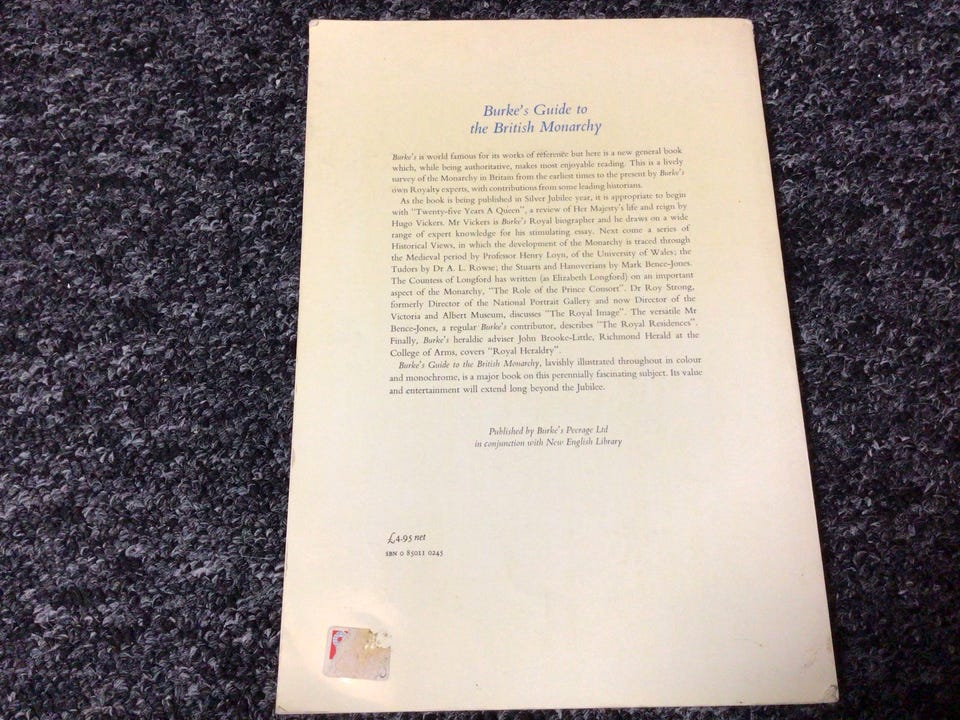 Burke's Guide to
the British Monarchy
Burke's is world famous for its works of reference but here is a new general book
which, while being authoritative, makes most enjoyable reading. This is a lively
survey of the Monarchy in Britain from the earliest times to the present by Burke's
own Royalty experts, with contributions from some leading historians.
As the book is being published in Silver Jubilee year, it is appropriate to begin
with "Twenty-five Years A Queen", a review of Her Majesty's life and reign by
Hugo Vickers. Mr Vickers is Burke's Royal biographer and he draws on a wide
range of expert knowledge for his stimulating essay. Next come a series of
Historical Views, in which the development of the Monarchy is traced through
the Medieval period by Professor Henry Loyn, of the University of Wales; the
Tudors by Dr A. L. Rowse; the Stuarts and Hanoverians by Mark Bence-Jones.
The Countess of Longford has written (as Elizabeth Longford) on an important
aspect of the Monarchy, "The Role of the Prince Consort". Dr Roy Strong,
formerly Director of the National Portrait Gallery and now Director of the
Victoria and Albert Museum, discusses "The Royal Image". The versatile Mr
Bence-Jones, a regular Burke's contributor, describes "The Royal Residences".
Finally, Burke's heraldic adviser John Brooke-Little, Richmond Herald at the
College of Arms, covers "Royal Heraldry".
Burke's Guide to the British Monarchy, lavishly illustrated throughout in colour
and monochrome, is a major book on this perennially fascinating subject. Its value
and entertainment will extend long beyond the Jubilee.
Published by Burke's Peerage Ltd
in conjunction with New English Library
£4.95 net
SBN 0 85011 0245